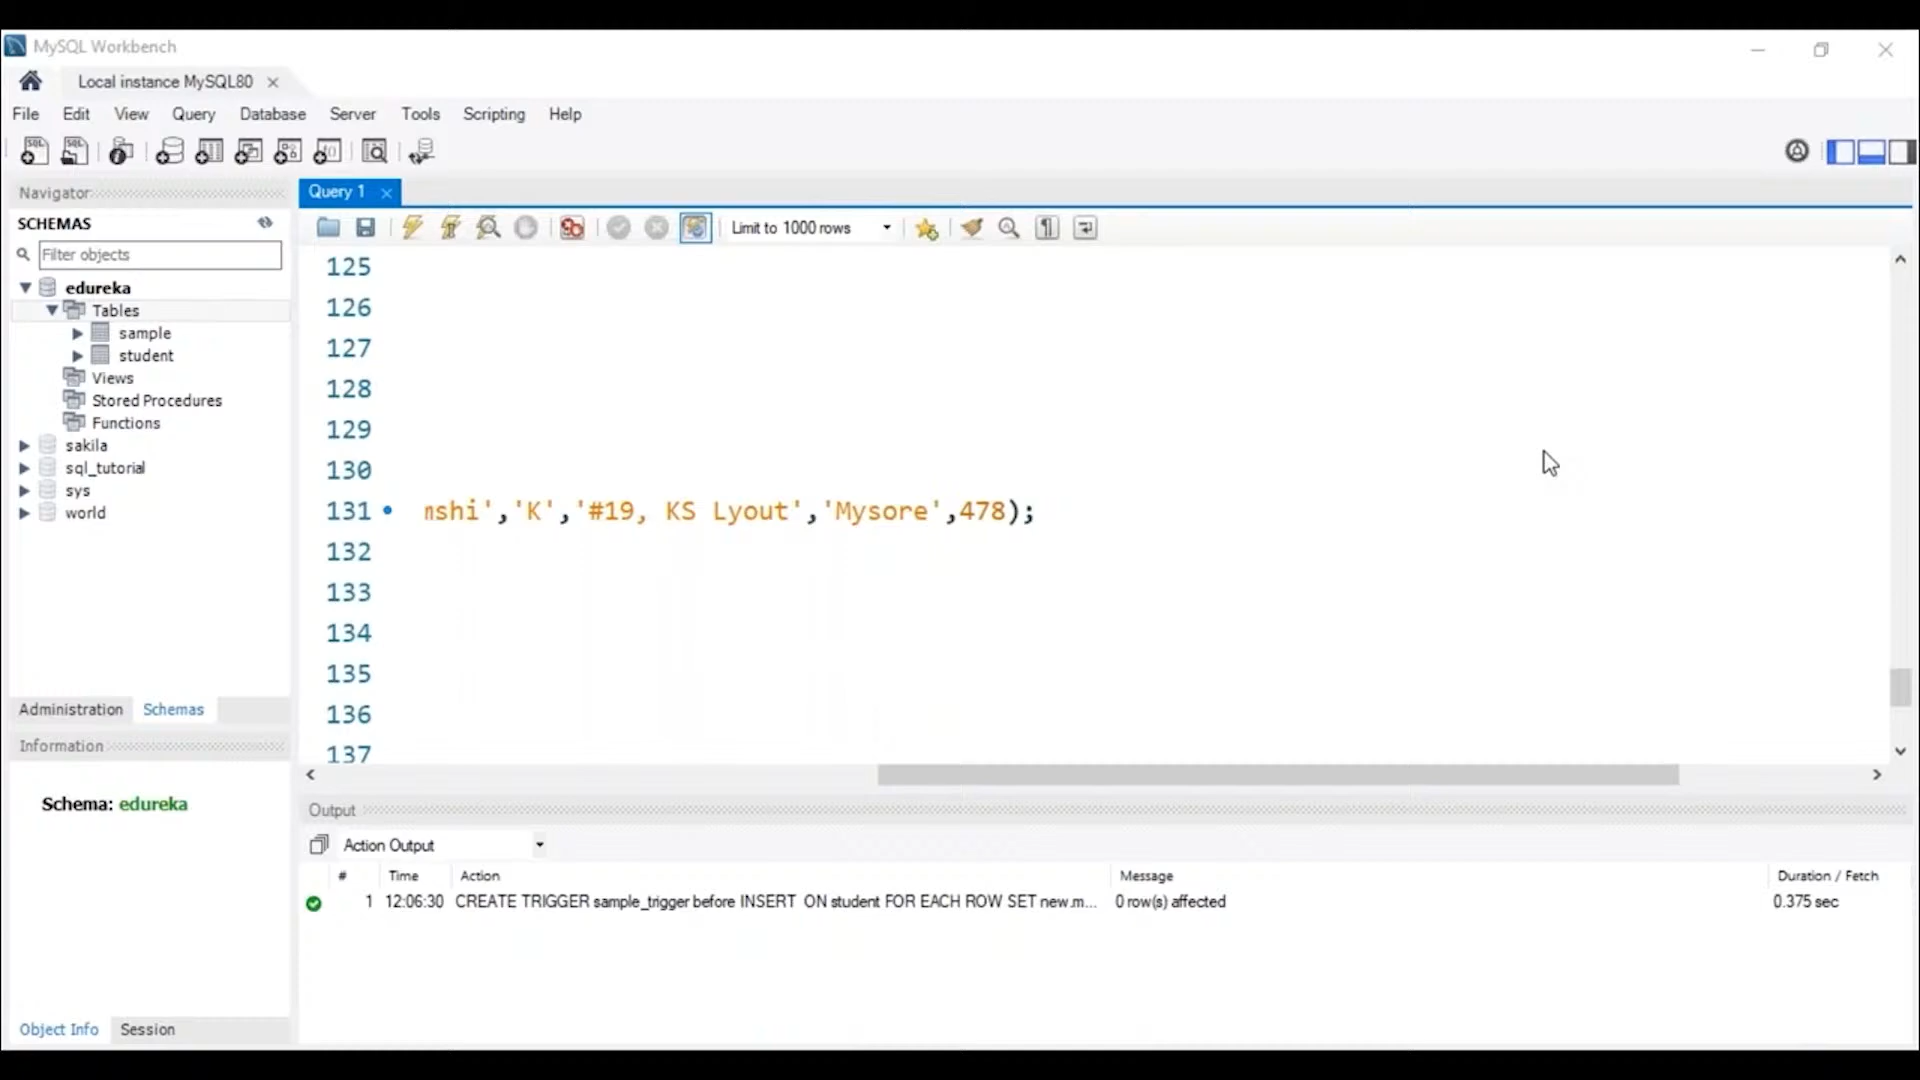 MySQL Workbench
Local instance MySQL80
File Edit View Query Database Server Tools Scripting Help
Navigator
SCHEMAS
Filter objects
edureka
Tables
sample
student
Views
Stored Procedures
Functions
sakila
sql_tutorial
sys
world
Administration Schemas
Information
Schema: edureka
Object Info Session
Query 1
Limit to 1000 rows
125
126
127
128
129
130
131 nshi','K','#19, KS Lyout','Mysore',478);
132
133
134
135
136
137
Output
Action Output
# Time Action Message Duration / Fetch
1 12:06:30 CREATE TRIGGER sample_trigger before INSERT ON student FOR EACH ROW SET new.m... 0 row(s) affected 0.375 sec